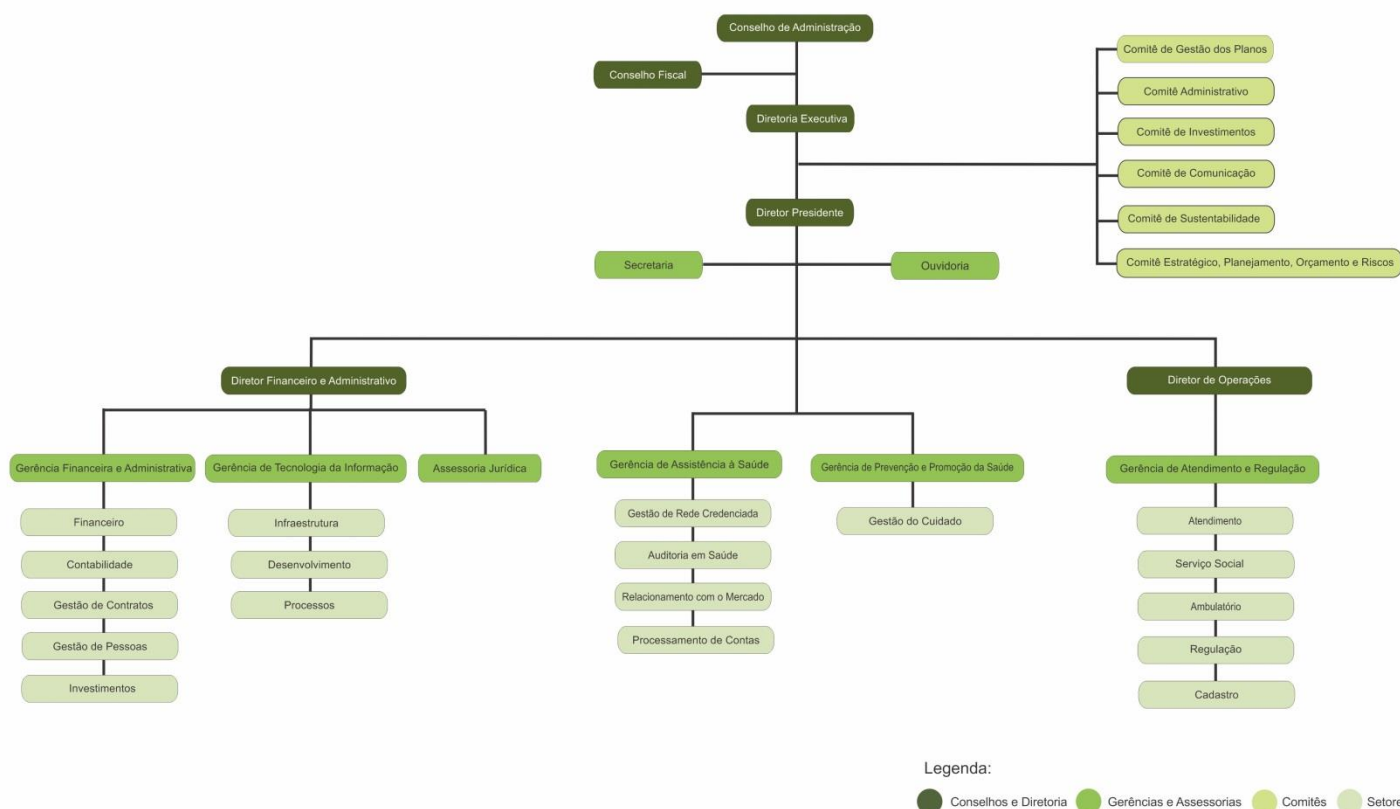 Conselho de Administração
Conselho Fiscal
Diretoria Executiva
Comitê de Gestão dos Planos
Comitê Administrativo
Comitê de Investimentos
Comitê de Comunicação
Comitê de Sustentabilidade
Comitê Estratégico, Planejamento, Orçamento e Riscos
Diretor Presidente
Secretaria
Ouvidoria
Diretor Financeiro e Administrativo
Gerência Financeira e Administrativa
Financeiro
Contabilidade
Gestão de Contratos
Gestão de Pessoas
Investimentos
Gerência de Tecnologia da Informação
Infraestrutura
Desenvolvimento
Processos
Assessoria Jurídica
Gerência de Assistência à Saúde
Gestão de Rede Credenciada
Auditoria em Saúde
Relacionamento com o Mercado
Processamento de Contas
Gerência de Prevenção e Promoção da Saúde
Gestão do Cuidado
Diretor de Operações
Gerência de Atendimento e Regulação
Atendimento
Serviço Social
Ambulatório
Regulação
Cadastro
Legenda:
Conselhos e Diretoria
Gerências e Assessorias
Comitês